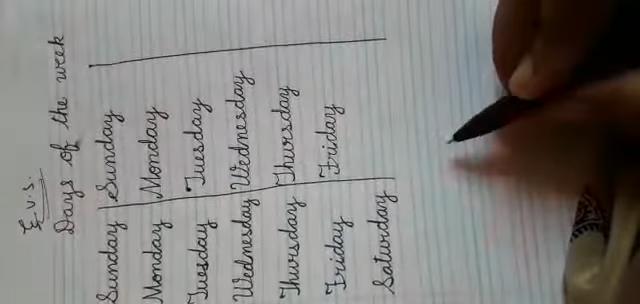 E.V.S.
Days of the week
Sunday Sunday
Monday Monday
Tuesday Tuesday
Wednesday Wednesday
Thursday Thursday
Friday Friday
Saturday